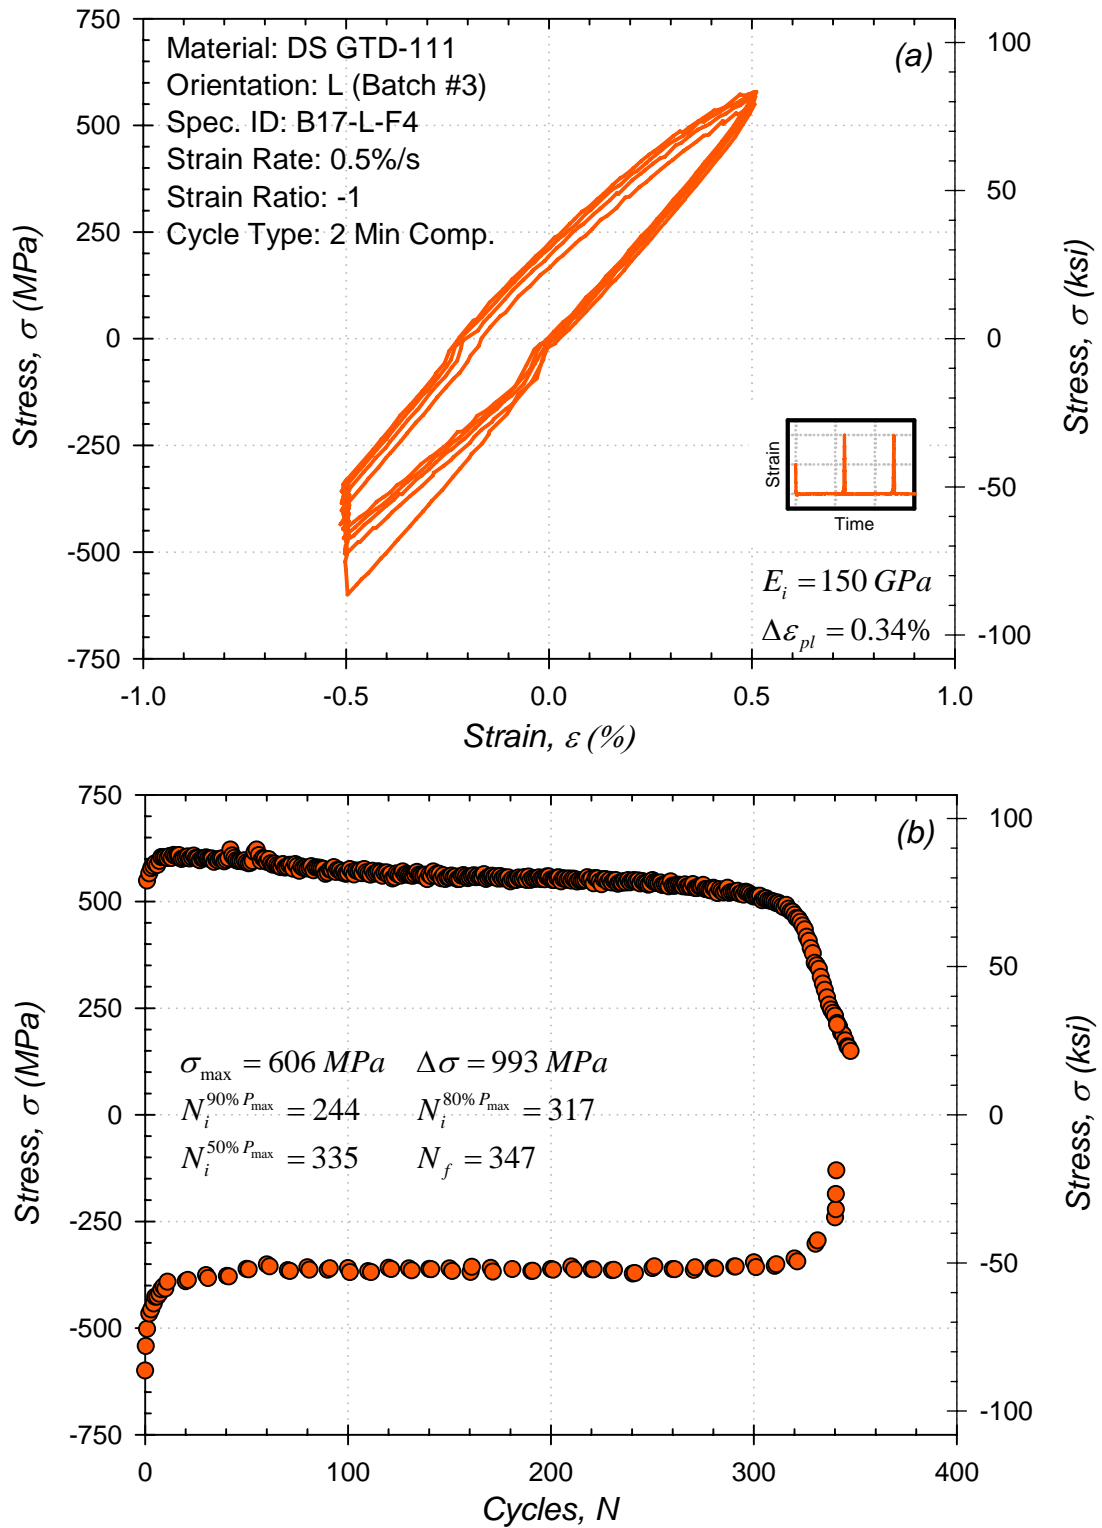 (a)
Material: DS GTD-111
Orientation: L (Batch #3)
Spec. ID: B17-L-F4
Strain Rate: 0.5%/s
Strain Ratio: -1
Cycle Type: 2 Min Comp.
750
500
250
0
-250
-500
-750
Stress, σ (MPa)
100
50
0
-50
-100
Stress, σ (ksi)
Strain
Time
E_i = 150 GPa
Δε_pl = 0.34%
-1.0 -0.5 0.0 0.5 1.0
Strain, ε (%)
(b)
750
500
250
0
-250
-500
-750
Stress, σ (MPa)
100
50
0
-50
-100
Stress, σ (ksi)
σ_max = 606 MPa Δσ = 993 MPa
N_i^90% P_max = 244 N_i^80% P_max = 317
N_i^50% P_max = 335 N_f = 347
0 100 200 300 400
Cycles, N